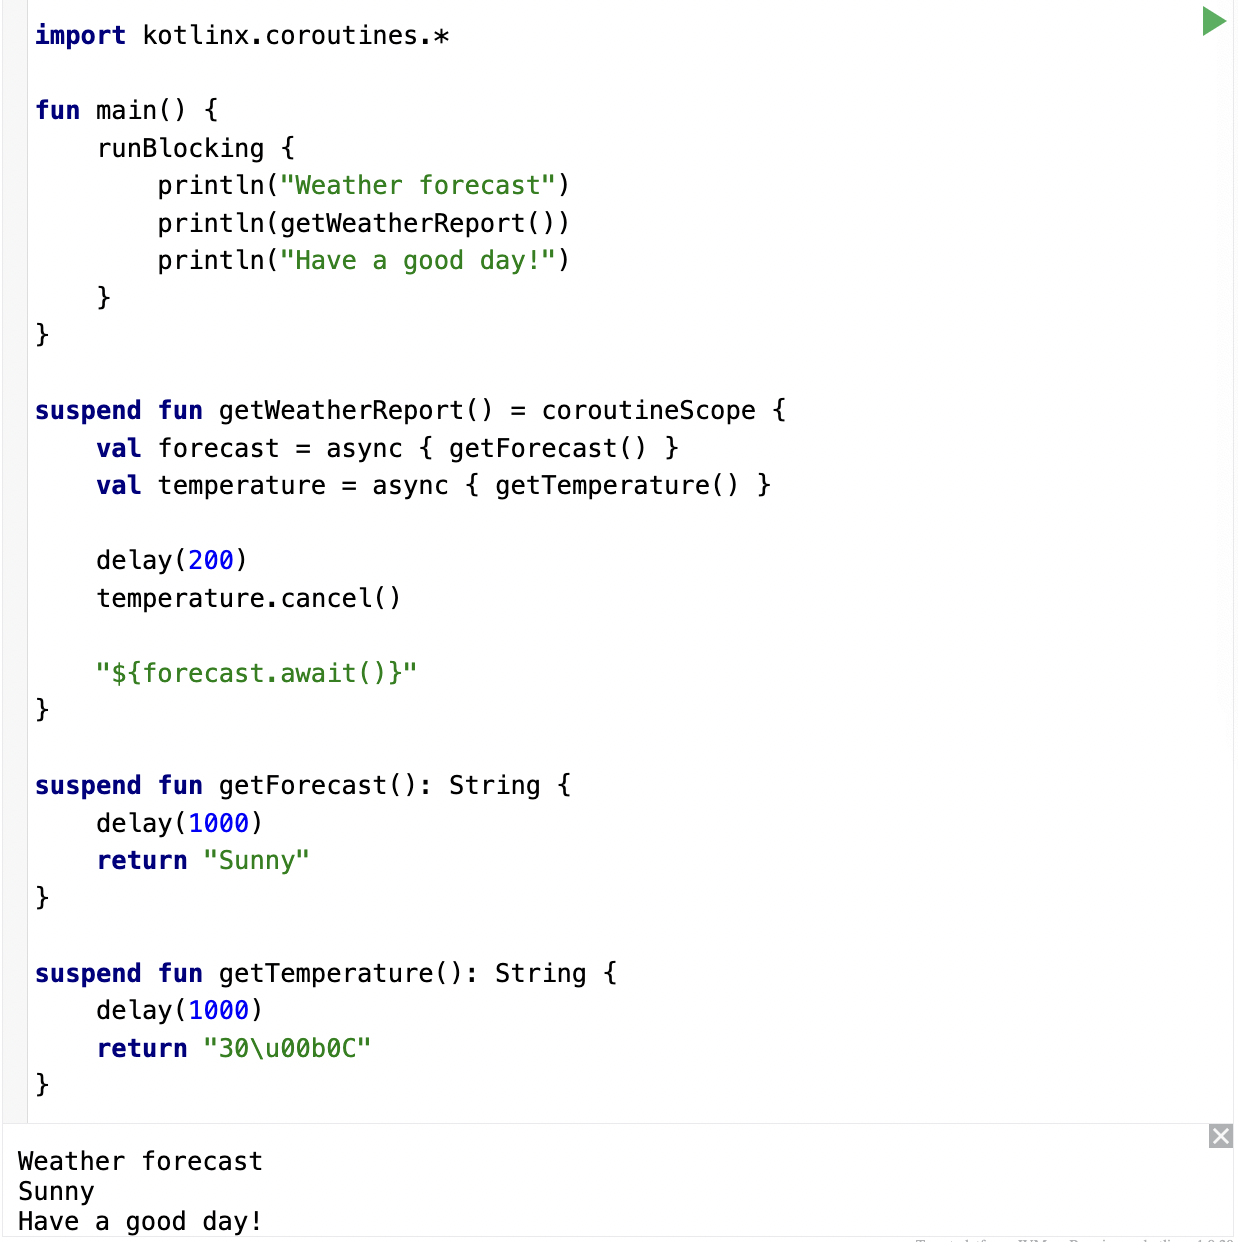 import kotlinx.coroutines.*
fun main() {
    runBlocking {
        println("Weather forecast")
        println(getWeatherReport())
        println("Have a good day!")
    }
}
suspend fun getWeatherReport() = coroutineScope {
    val forecast = async { getForecast() }
    val temperature = async { getTemperature() }
    delay(200)
    temperature.cancel()
    "${forecast.await()}"
}
suspend fun getForecast(): String {
    delay(1000)
    return "Sunny"
}
suspend fun getTemperature(): String {
    delay(1000)
    return "30\u00b0C"
}
Weather forecast
Sunny
Have a good day!